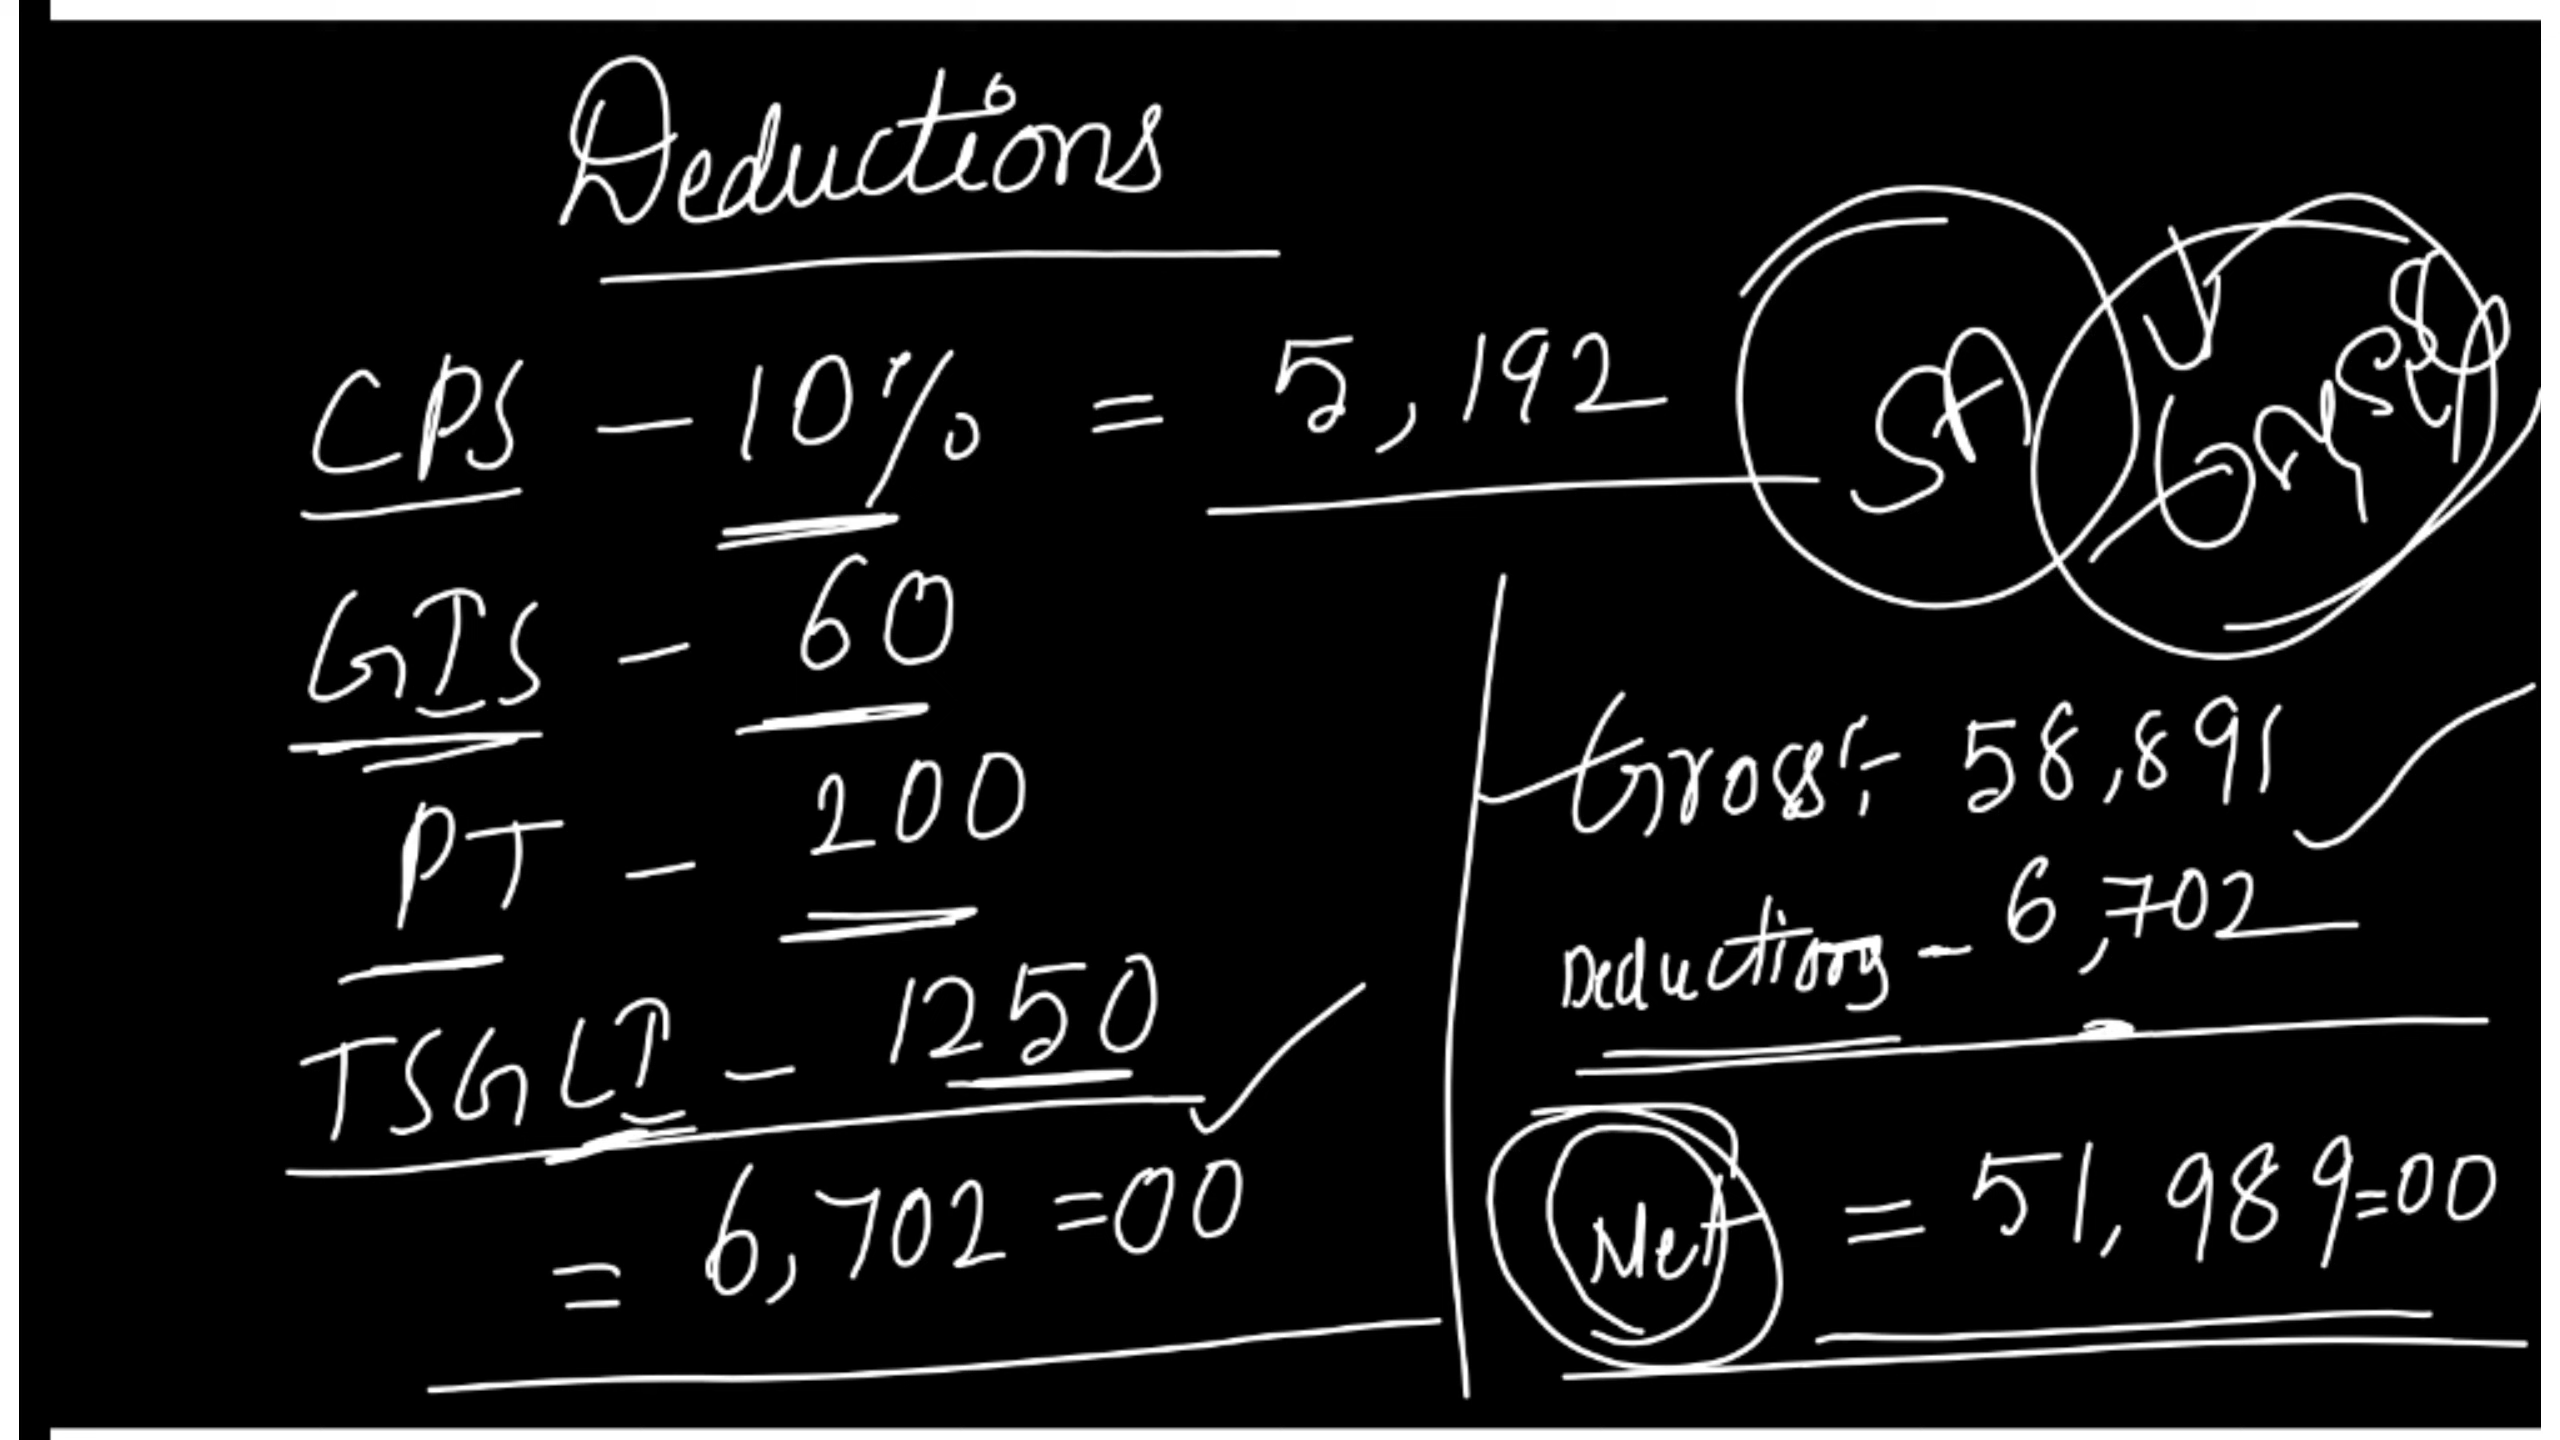 Deductions
CPS - 10% = 5,192
SA
GIS - 60
PT - 200
TSGLI - 1250
= 6,702=00
Gross:- 58,891
Deductions - 6,702
Net = 51,989=00